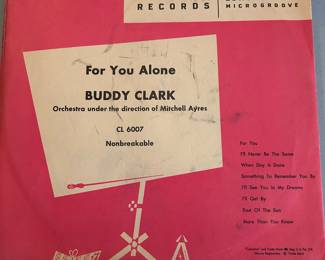 RECORDS
MICROGROOVE
For You Alone
BUDDY CLARK
Orchestra under the direction of Mitchell Ayres
CL 6007
Nonbreakable
For You
I'll Never Be The Same
When Day Is Done
Something To Remember You By
I'll See You In My Dreams
I'll Get By
Rout Of The Sun
More Than You Know